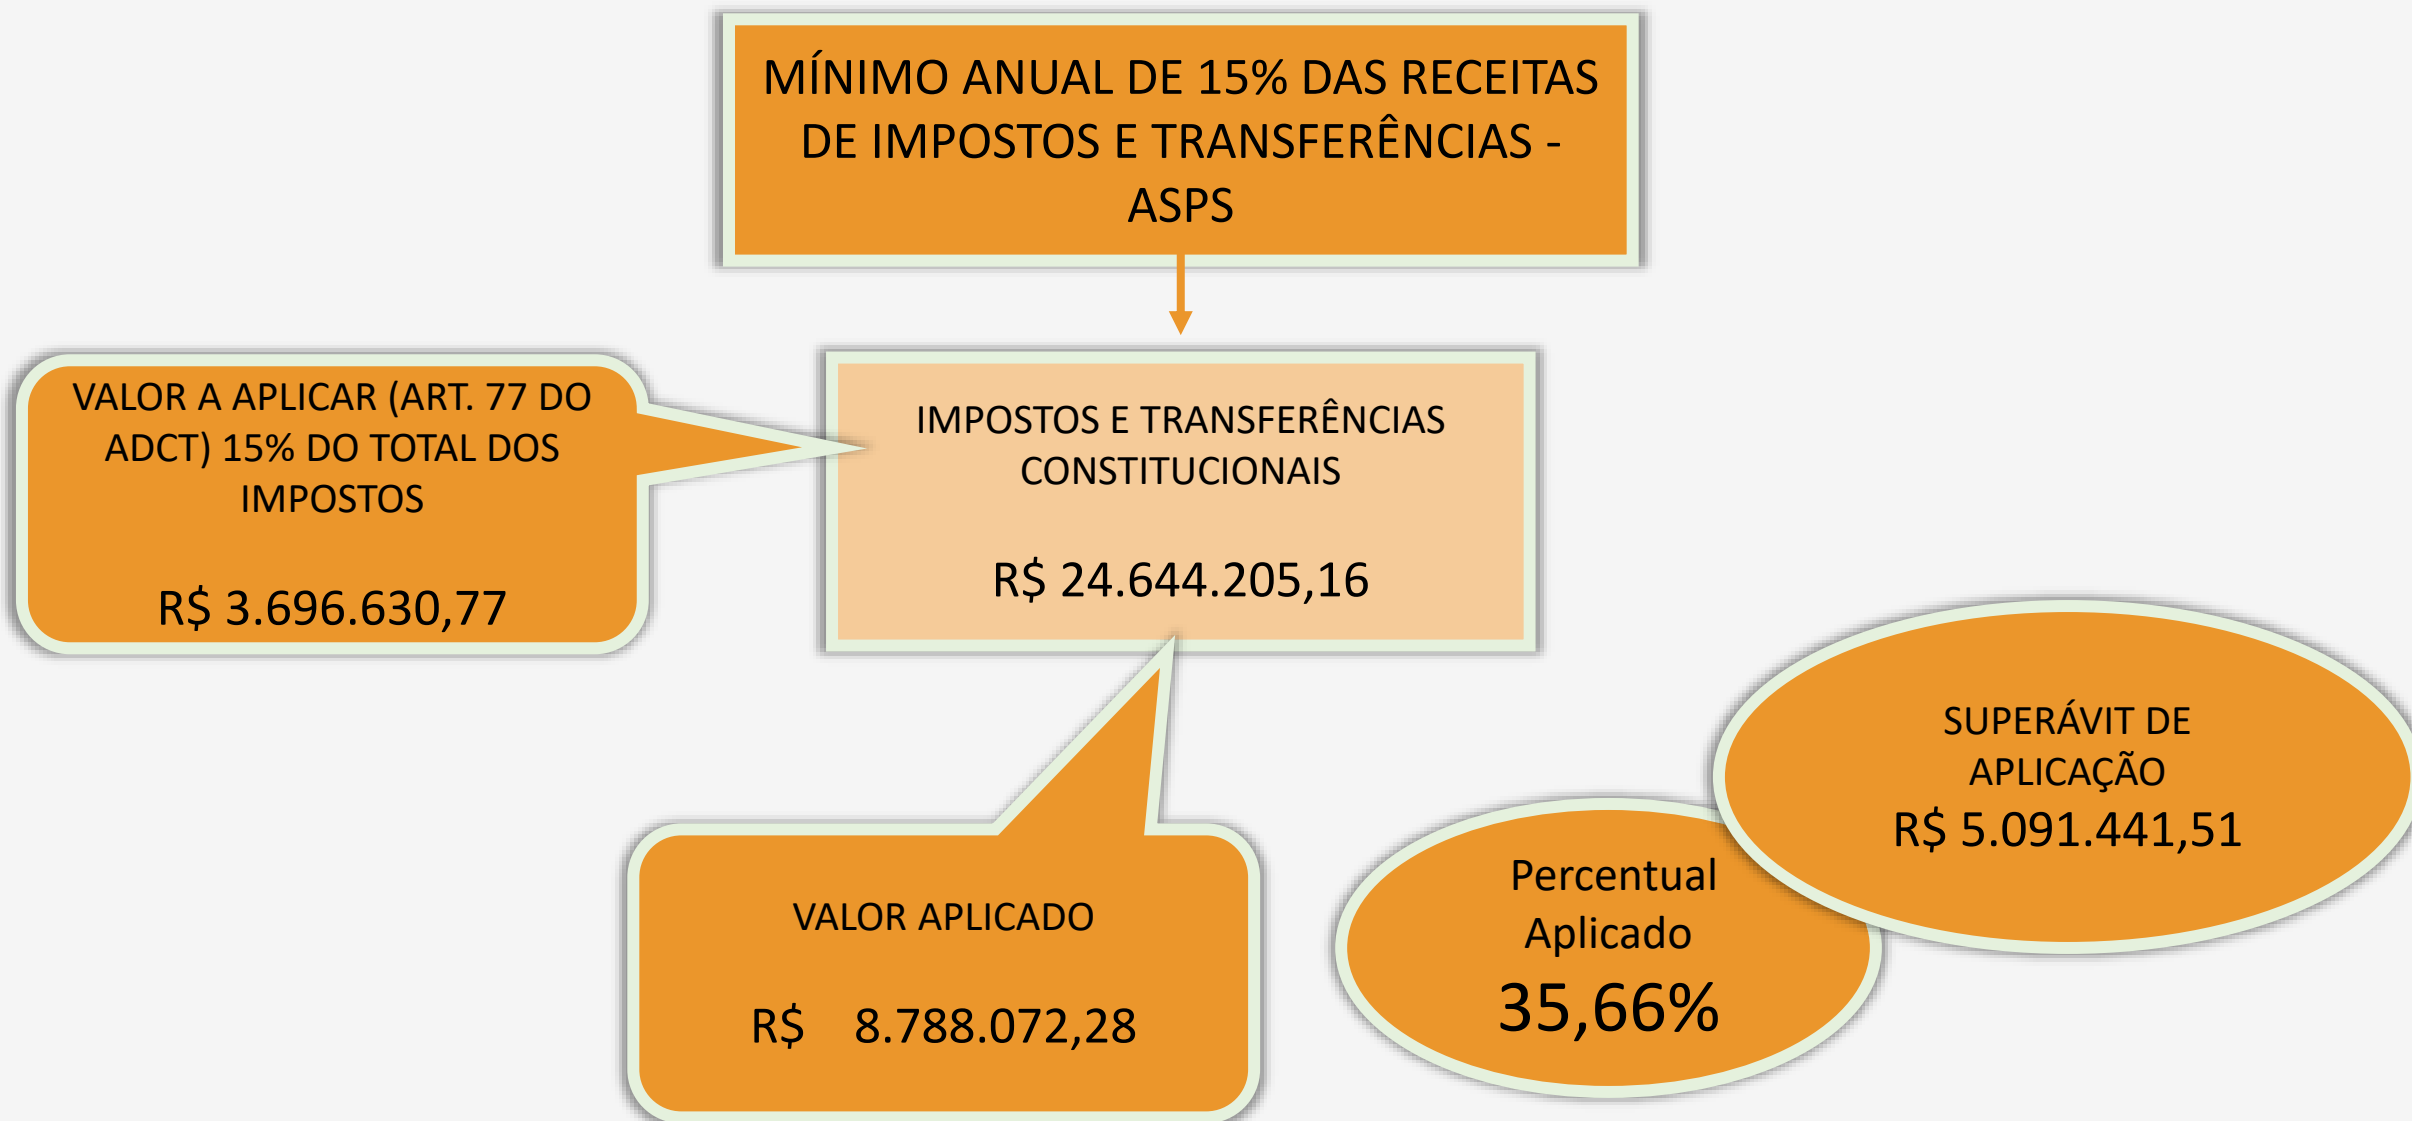 MÍNIMO ANUAL DE 15% DAS RECEITAS
DE IMPOSTOS E TRANSFERÊNCIAS -
ASPS
VALOR A APLICAR (ART. 77 DO
ADCT) 15% DO TOTAL DOS
IMPOSTOS
R$ 3.696.630,77
IMPOSTOS E TRANSFERÊNCIAS
CONSTITUCIONAIS
R$ 24.644.205,16
VALOR APLICADO
R$ 8.788.072,28
Percentual
Aplicado
35,66%
SUPERÁVIT DE
APLICAÇÃO
R$ 5.091.441,51